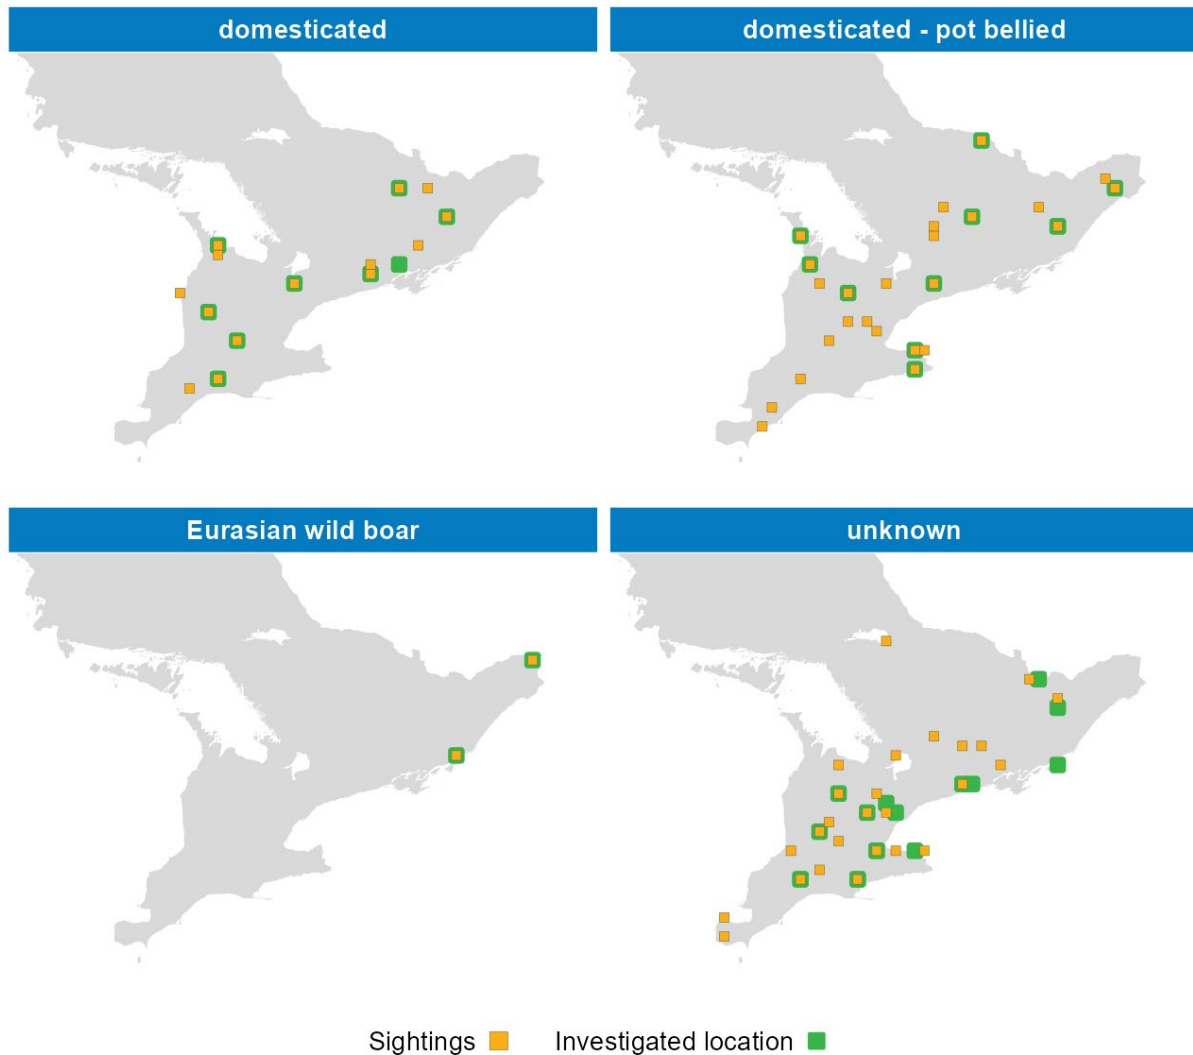 domesticated
domesticated - pot bellied
Eurasian wild boar
unknown
Sightings
Investigated location